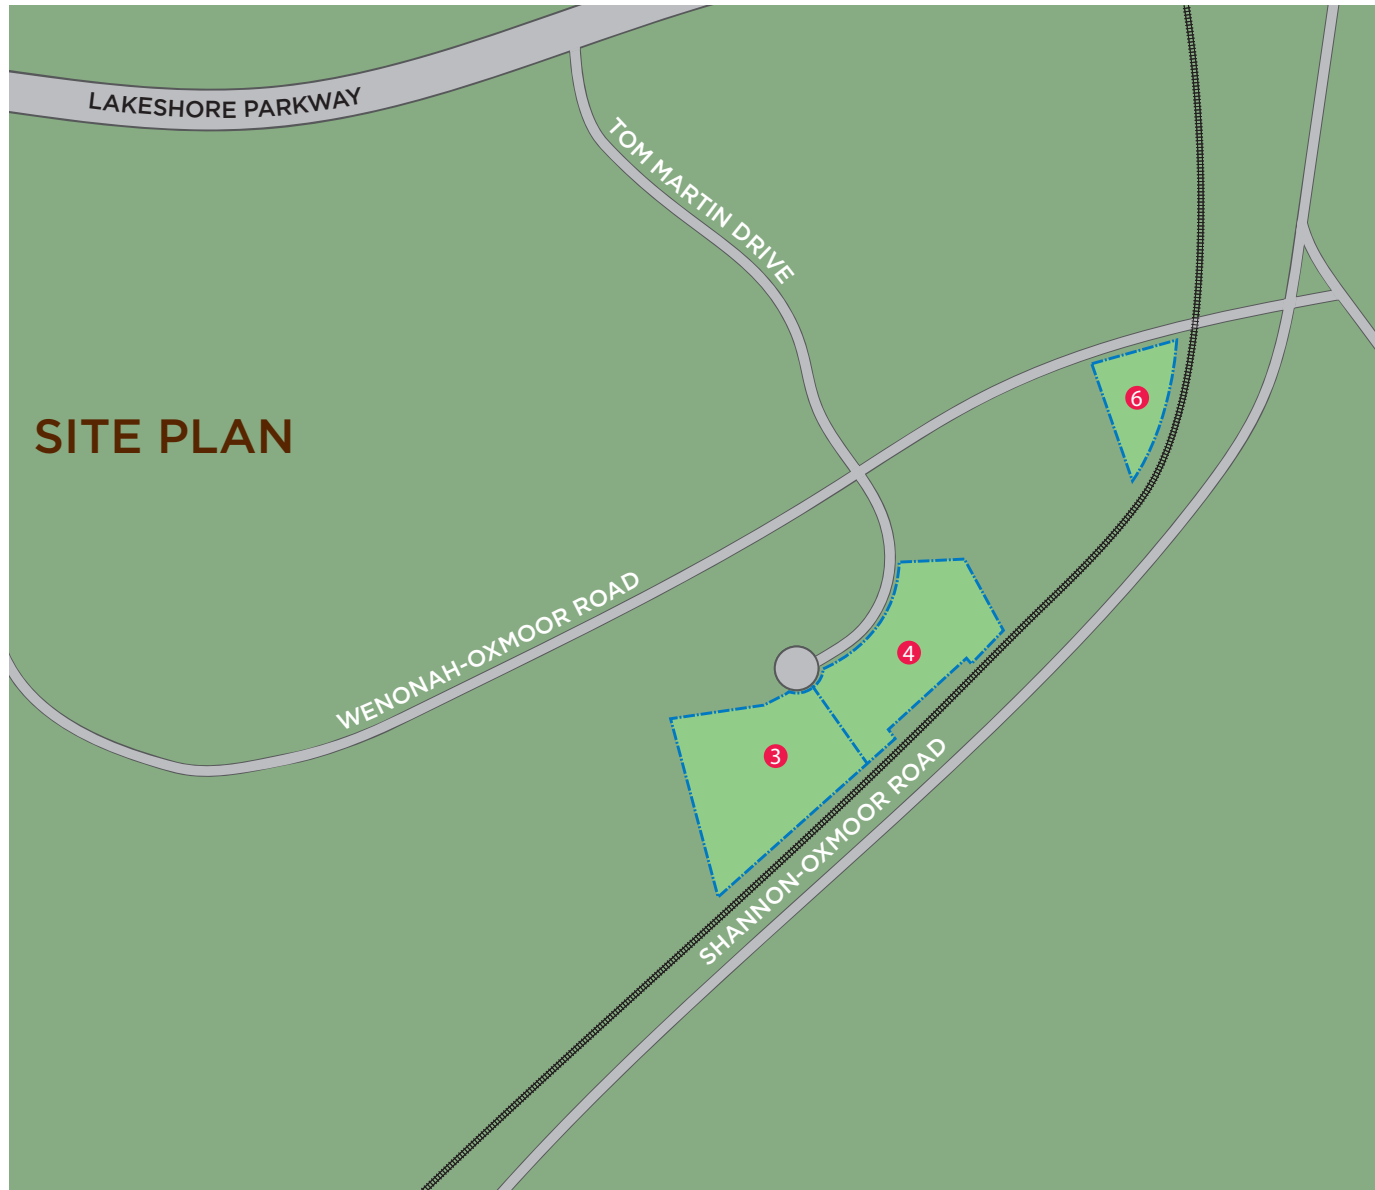 LAKESHORE PARKWAY
TOM MARTIN DRIVE
6
SITE PLAN
WENONAH-OXMOOR ROAD
4
3
SHANNON-OXMOOR ROAD